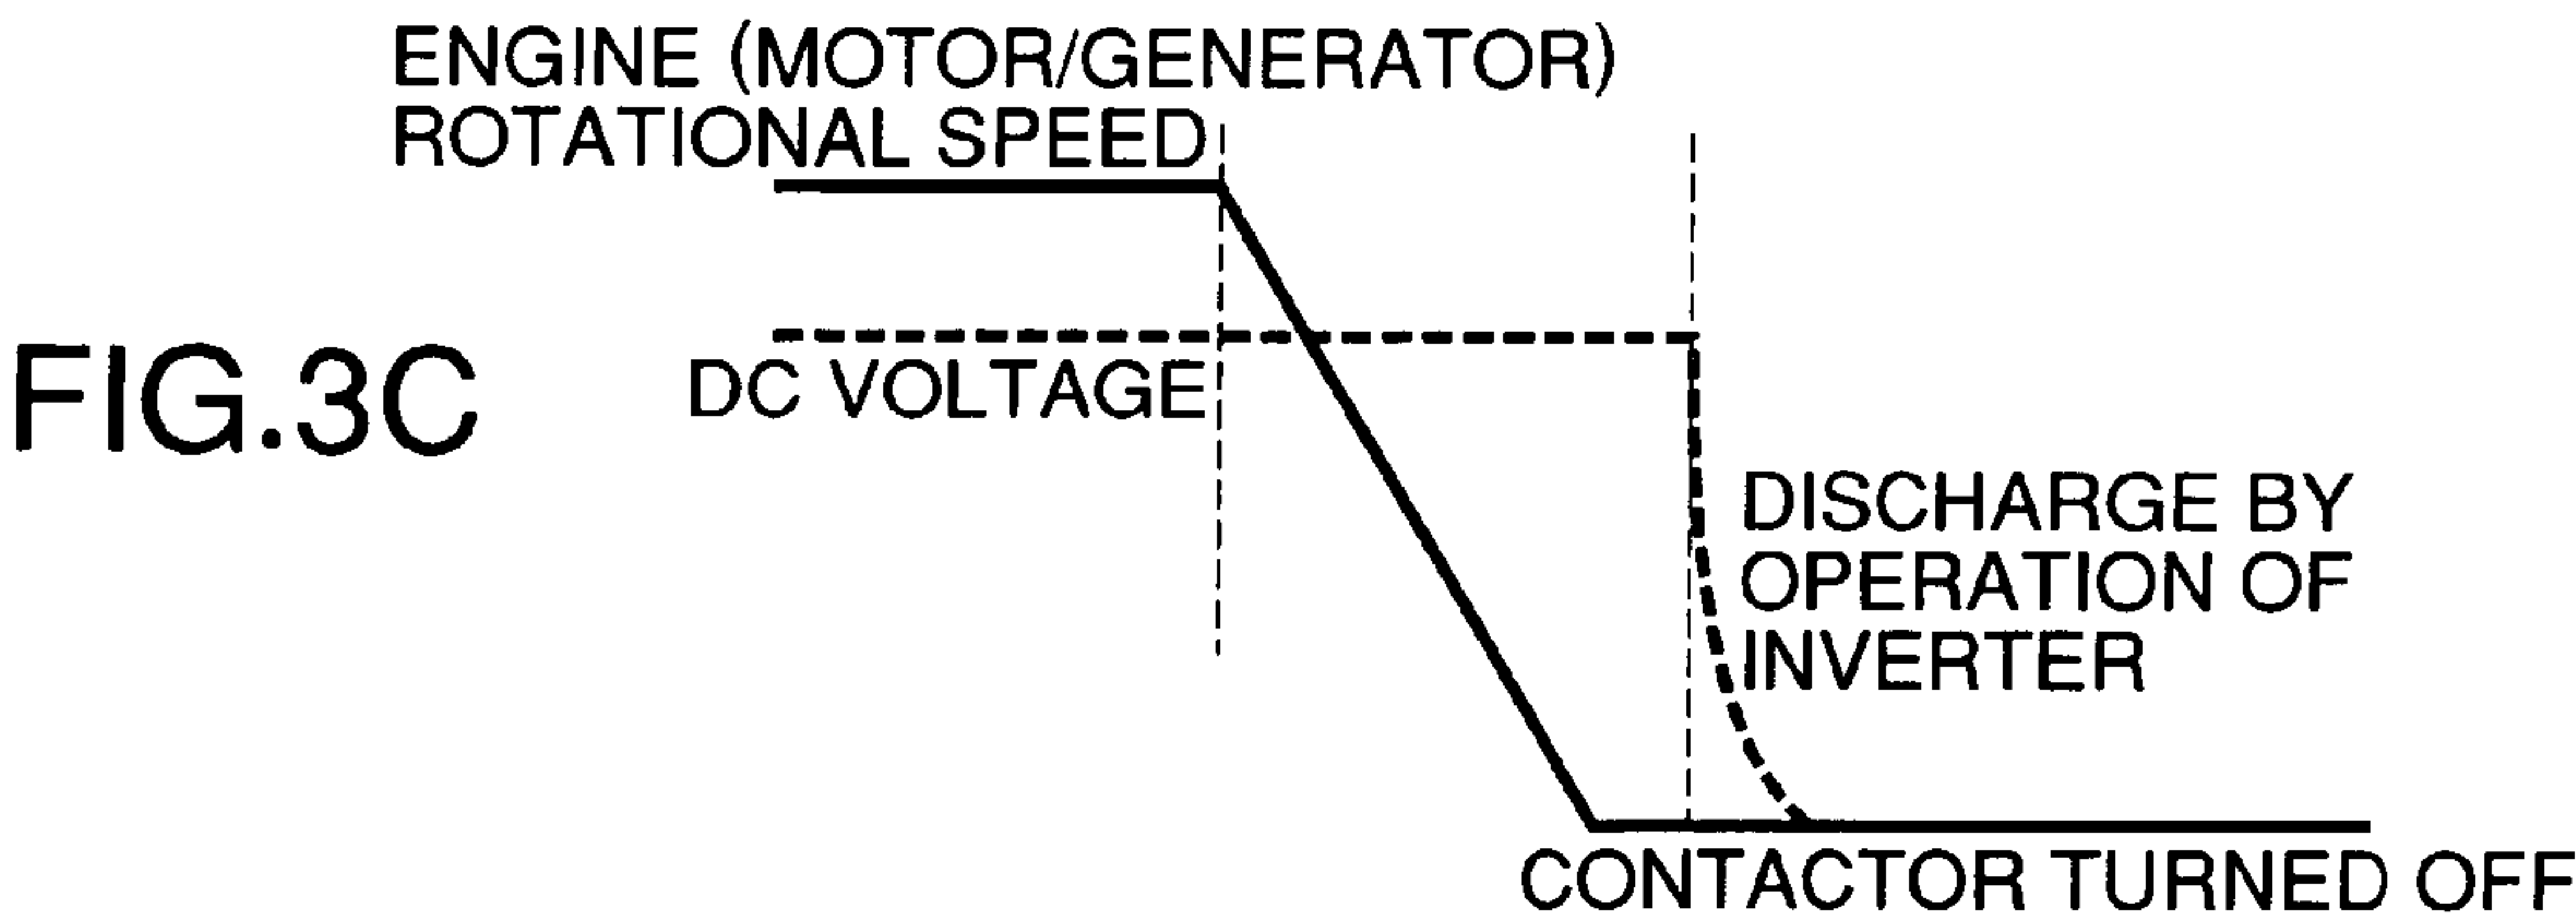 ENGINE (MOTOR/GENERATOR)
ROTATIONAL SPEED
FIG.3C
DC VOLTAGE
DISCHARGE BY
OPERATION OF
INVERTER
CONTACTOR TURNED OFF